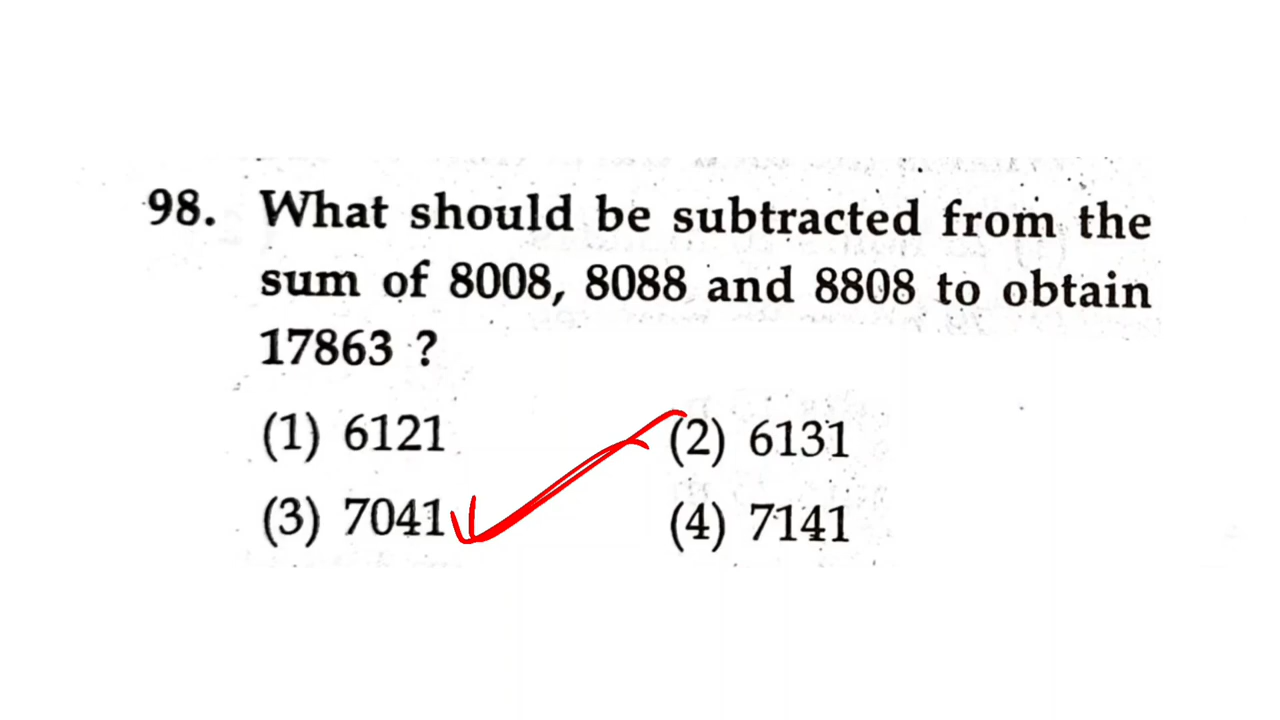 98. What should be subtracted from the
sum of 8008, 8088 and 8808 to obtain
17863 ?
(1) 6121 (2) 6131
(3) 7041 (4) 7141